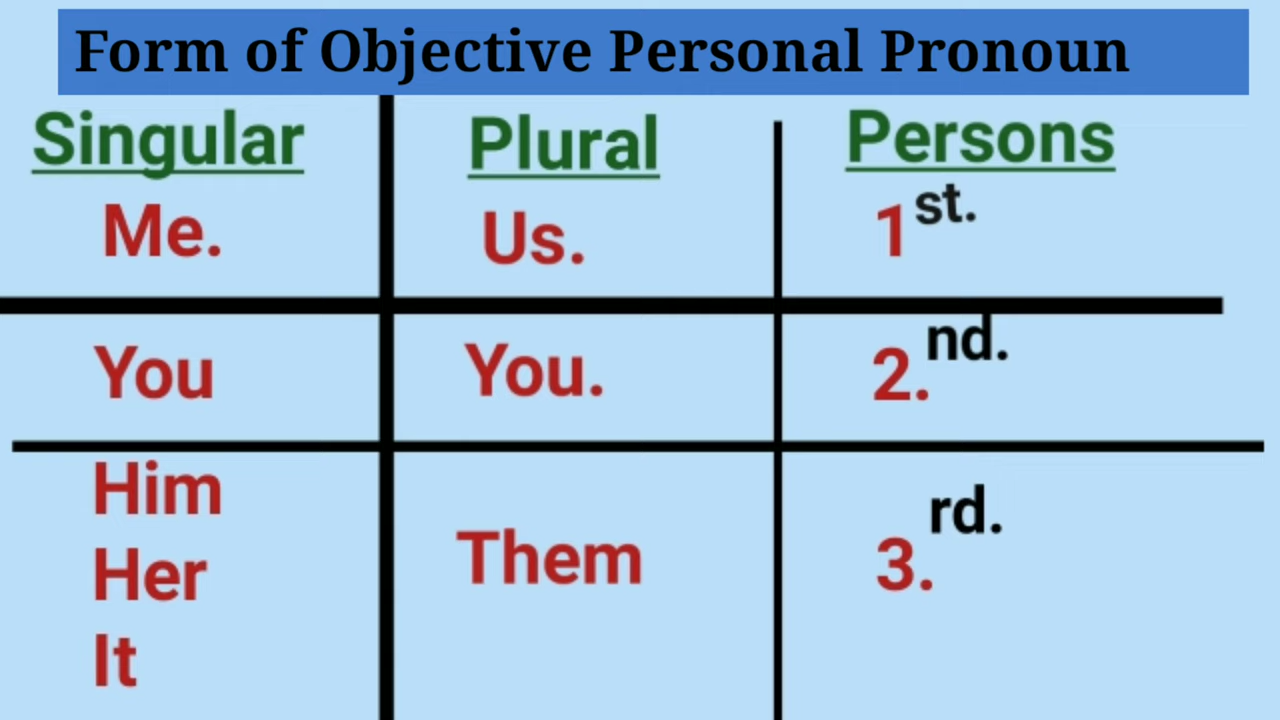 Form of Objective Personal Pronoun
Singular Plural Persons
Me. Us. 1st.
You You. 2.nd.
Him
Her Them 3.rd.
It